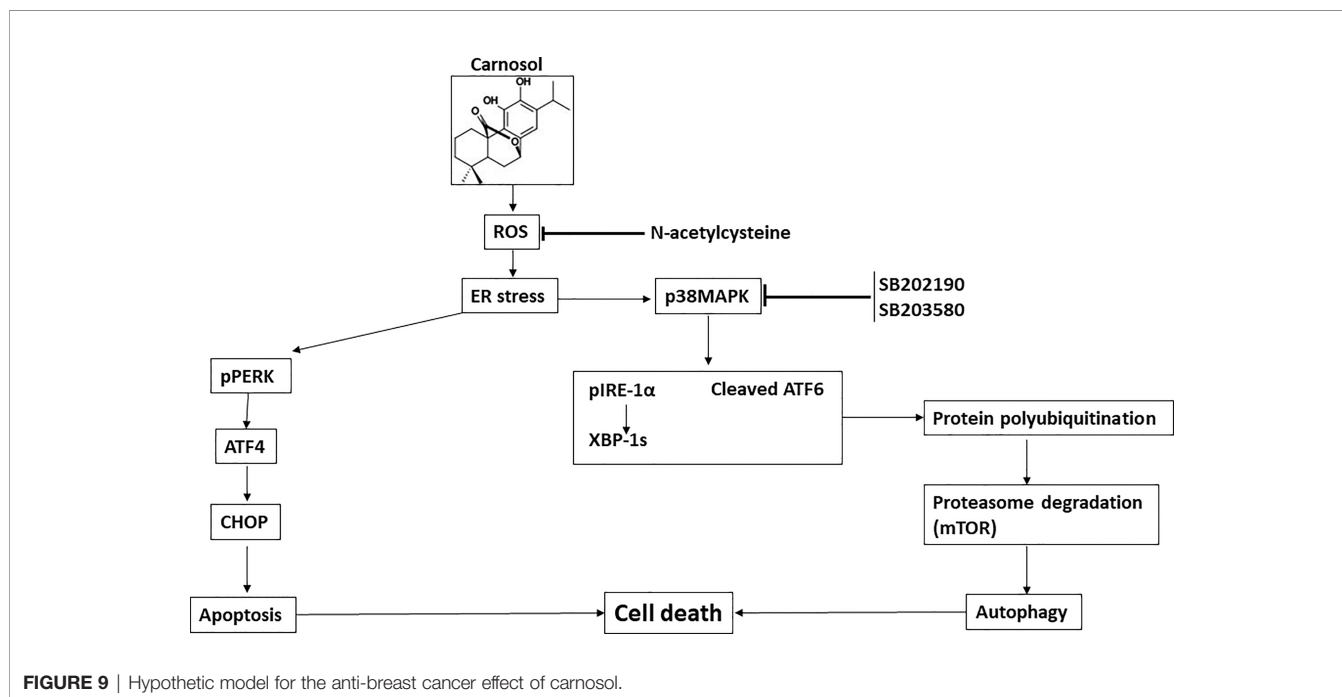 Carnosol
OH
OH
O
O
ROS
N-acetylcysteine
ER stress
p38MAPK
SB202190
SB203580
pPERK
pIRE-1α
Cleaved ATF6
XBP-1s
Protein polyubiquitination
ATF4
Proteasome degradation
(mTOR)
CHOP
Apoptosis
Cell death
Autophagy
FIGURE 9 | Hypothetic model for the anti-breast cancer effect of carnosol.